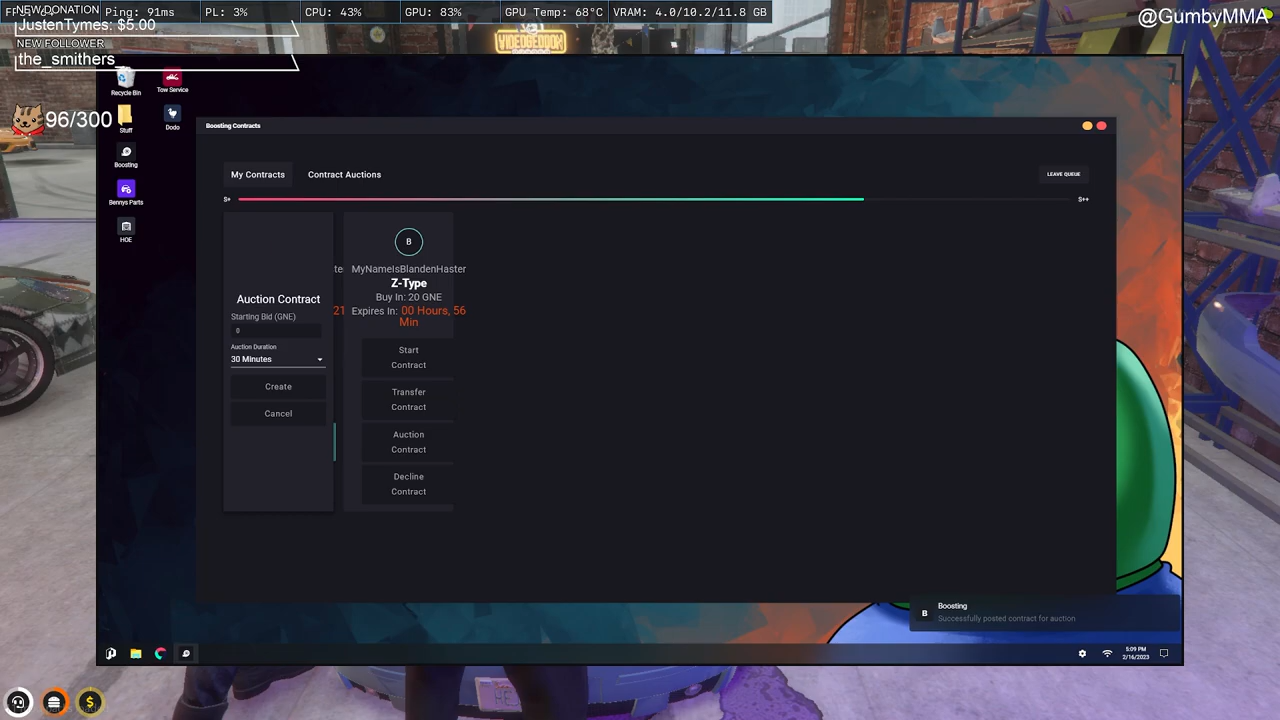 NEW DONATION
JustenTymes: $5.00
Ping: 91ms
PL: 3%
CPU: 43%
GPU: 83%
GPU Temp: 68°C
VRAM: 4.0/10.2/11.8 GB
@GumbyMMA
NEW FOLLOWER
the_smithers_
VIDEOGEDDON
96/300
Recycle Bin
Tow Service
Stuff
Dodo
Boosting
Bennys Parts
HOE
Boosting Contracts
My Contracts
Contract Auctions
LEAVE QUEUE
S+
S++
Auction Contract
Starting Bid (GNE)
0
Auction Duration
30 Minutes
Create
Cancel
21
B
MyNameIsBlandenHaster
Z-Type
Buy In: 20 GNE
Expires In: 00 Hours, 56
Min
Start
Contract
Transfer
Contract
Auction
Contract
Decline
Contract
B
Boosting
Successfully posted contract for auction
5:09 PM
2/16/2023